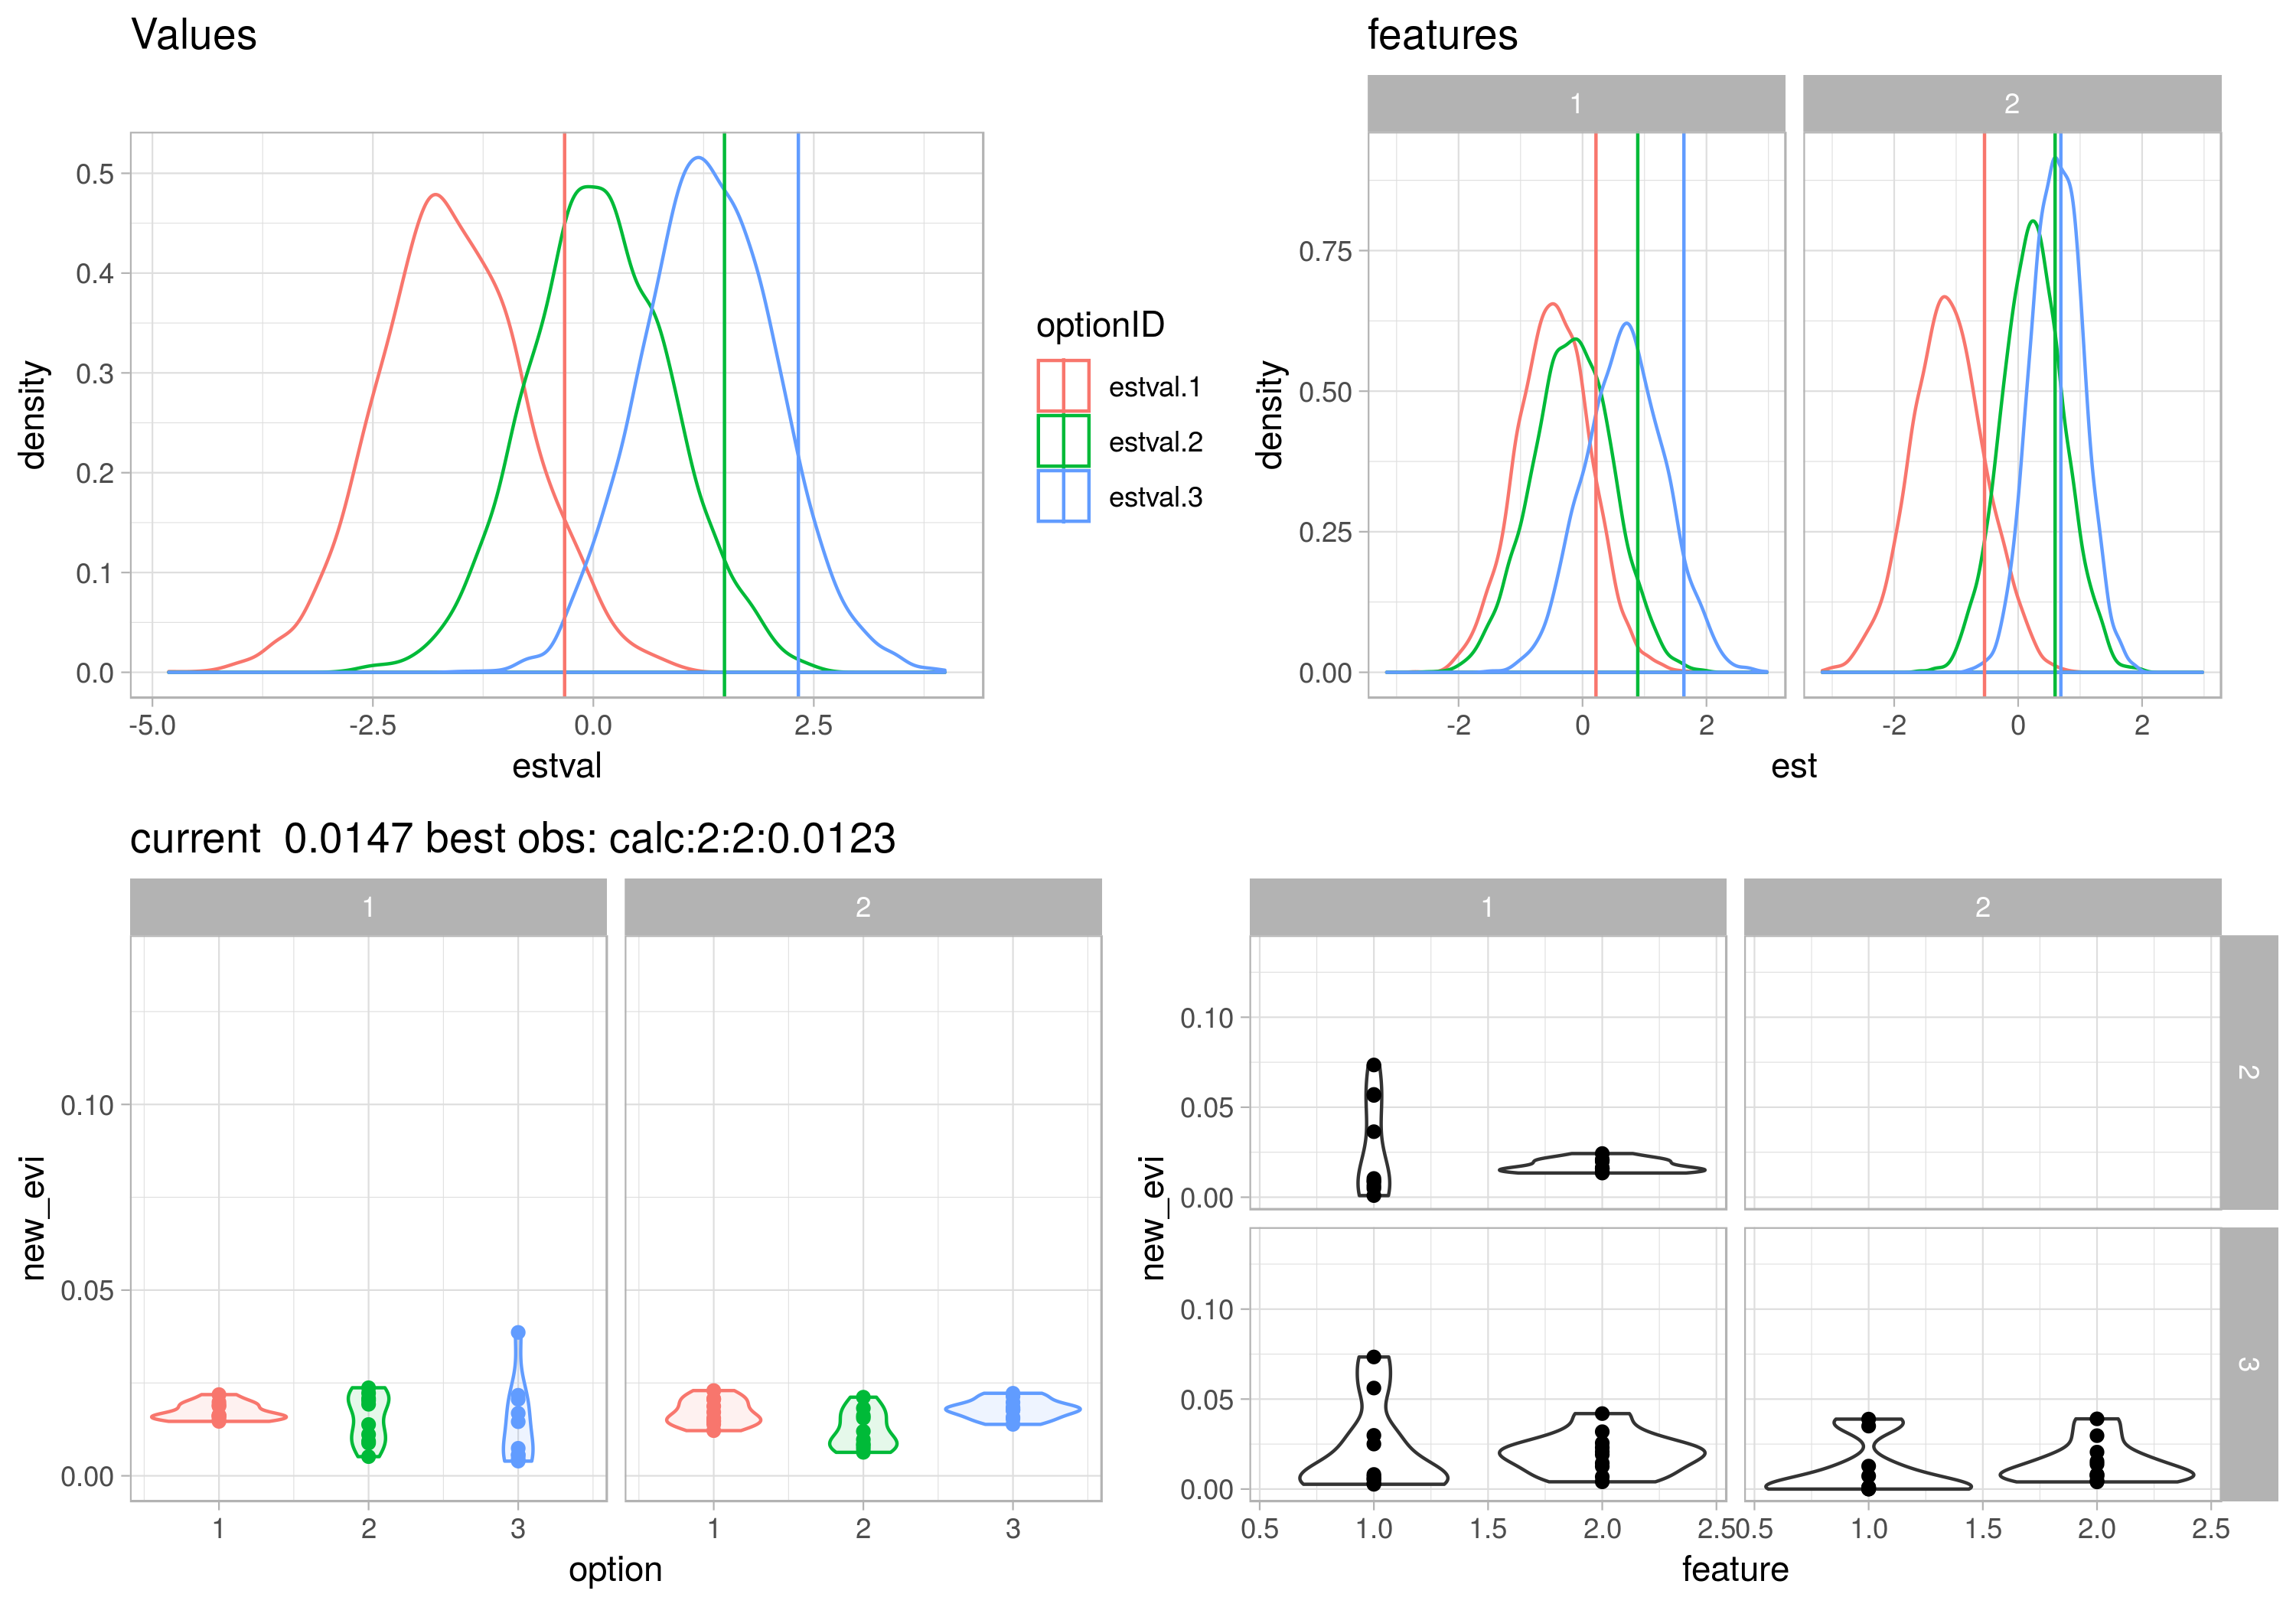 Values
density
0.5
0.4
0.3
0.2
0.1
0.0
-5.0 -2.5 0.0 2.5
estval
optionID
estval.1
estval.2
estval.3
features
1 2
density
0.75
0.50
0.25
0.00
-2 0 2 -2 0 2
est
current  0.0147 best obs: calc:2:2:0.0123
1 2
new_evi
0.10
0.05
0.00
1 2 3 1 2 3
option
1 2
new_evi
0.10
0.05
0.00
2
0.10
0.05
0.00
3
0.5 1.0 1.5 2.0 2.5 0.5 1.0 1.5 2.0 2.5
feature